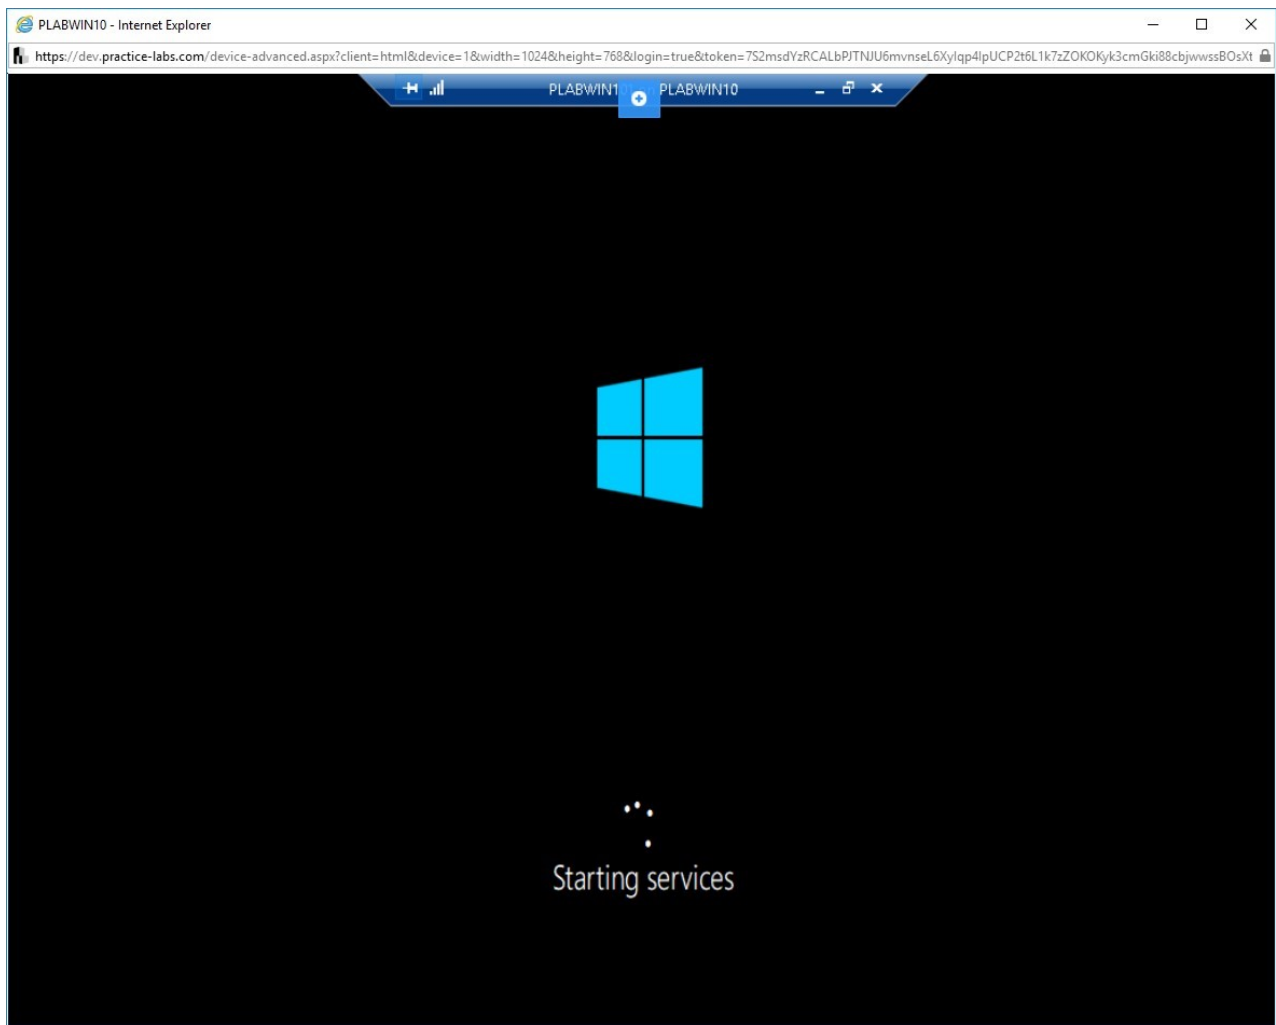 PLABWIN10 - Internet Explorer
https://dev.practice-labs.com/device-advanced.aspx?client=html&device=1&width=1024&height=768&login=true&token=
PLABWIN10 PLABWIN10
Starting services